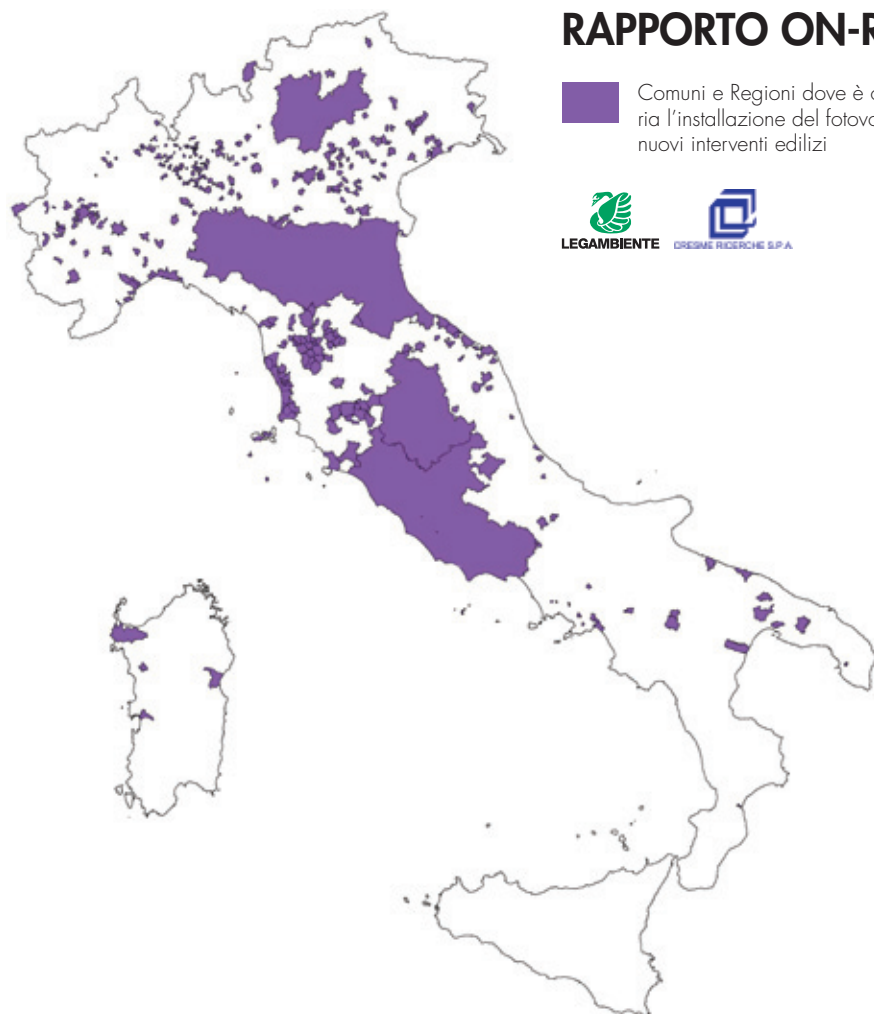 RAPPORTO ON-R
Comuni e Regioni dove è
ria l'installazione del fotovo
nuovi interventi edilizi
LEGAMBIENTE
CRESME RICERCHE S.P.A.